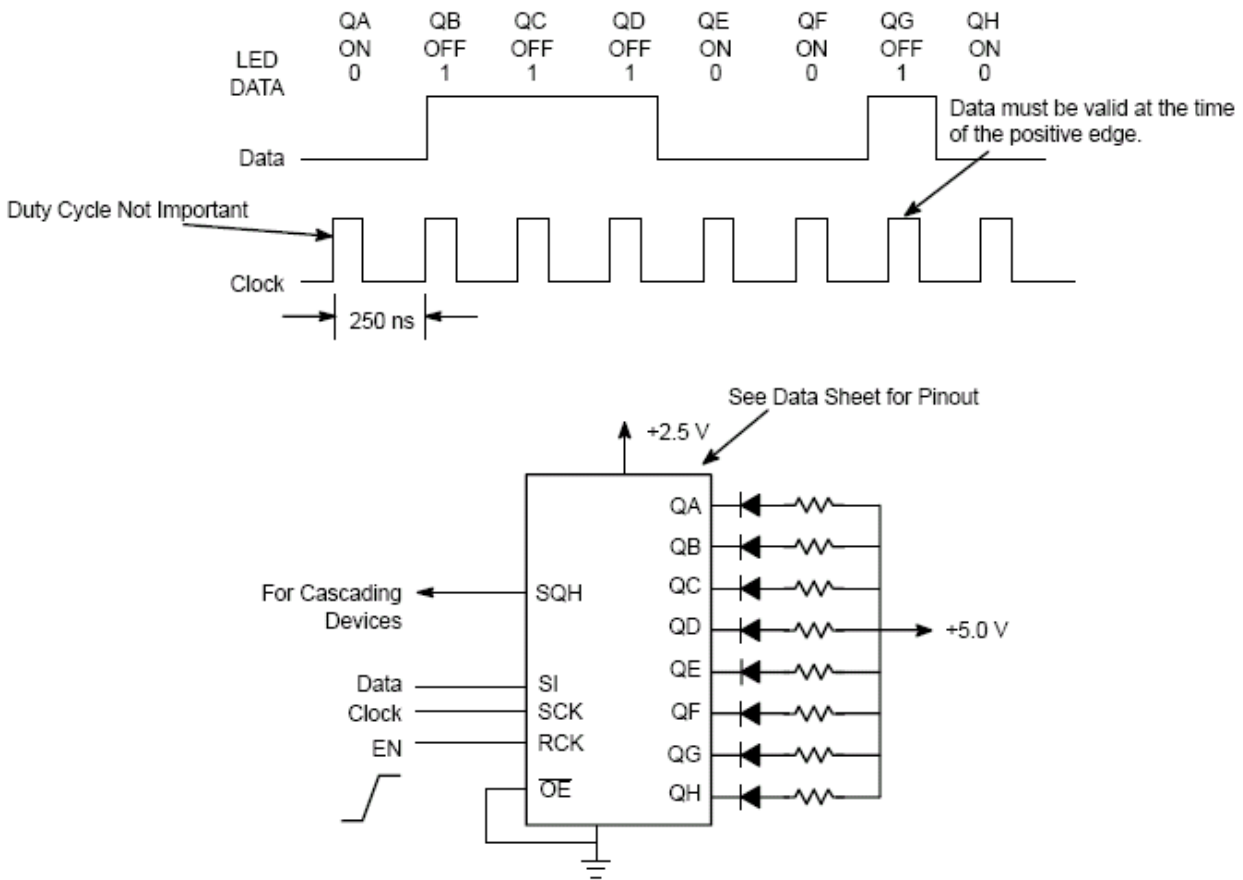 QA QB QC QD QE QF QG QH
ON OFF OFF OFF ON ON OFF ON
0 1 1 1 0 0 1 0
LED
DATA
Data must be valid at the time
of the positive edge.
Data
Duty Cycle Not Important
Clock
250 ns
See Data Sheet for Pinout
+2.5 V
QA
QB
QC
QD
QE
QF
QG
QH
For Cascading
Devices
SQH
+5.0 V
Data SI
Clock SCK
EN RCK
OE